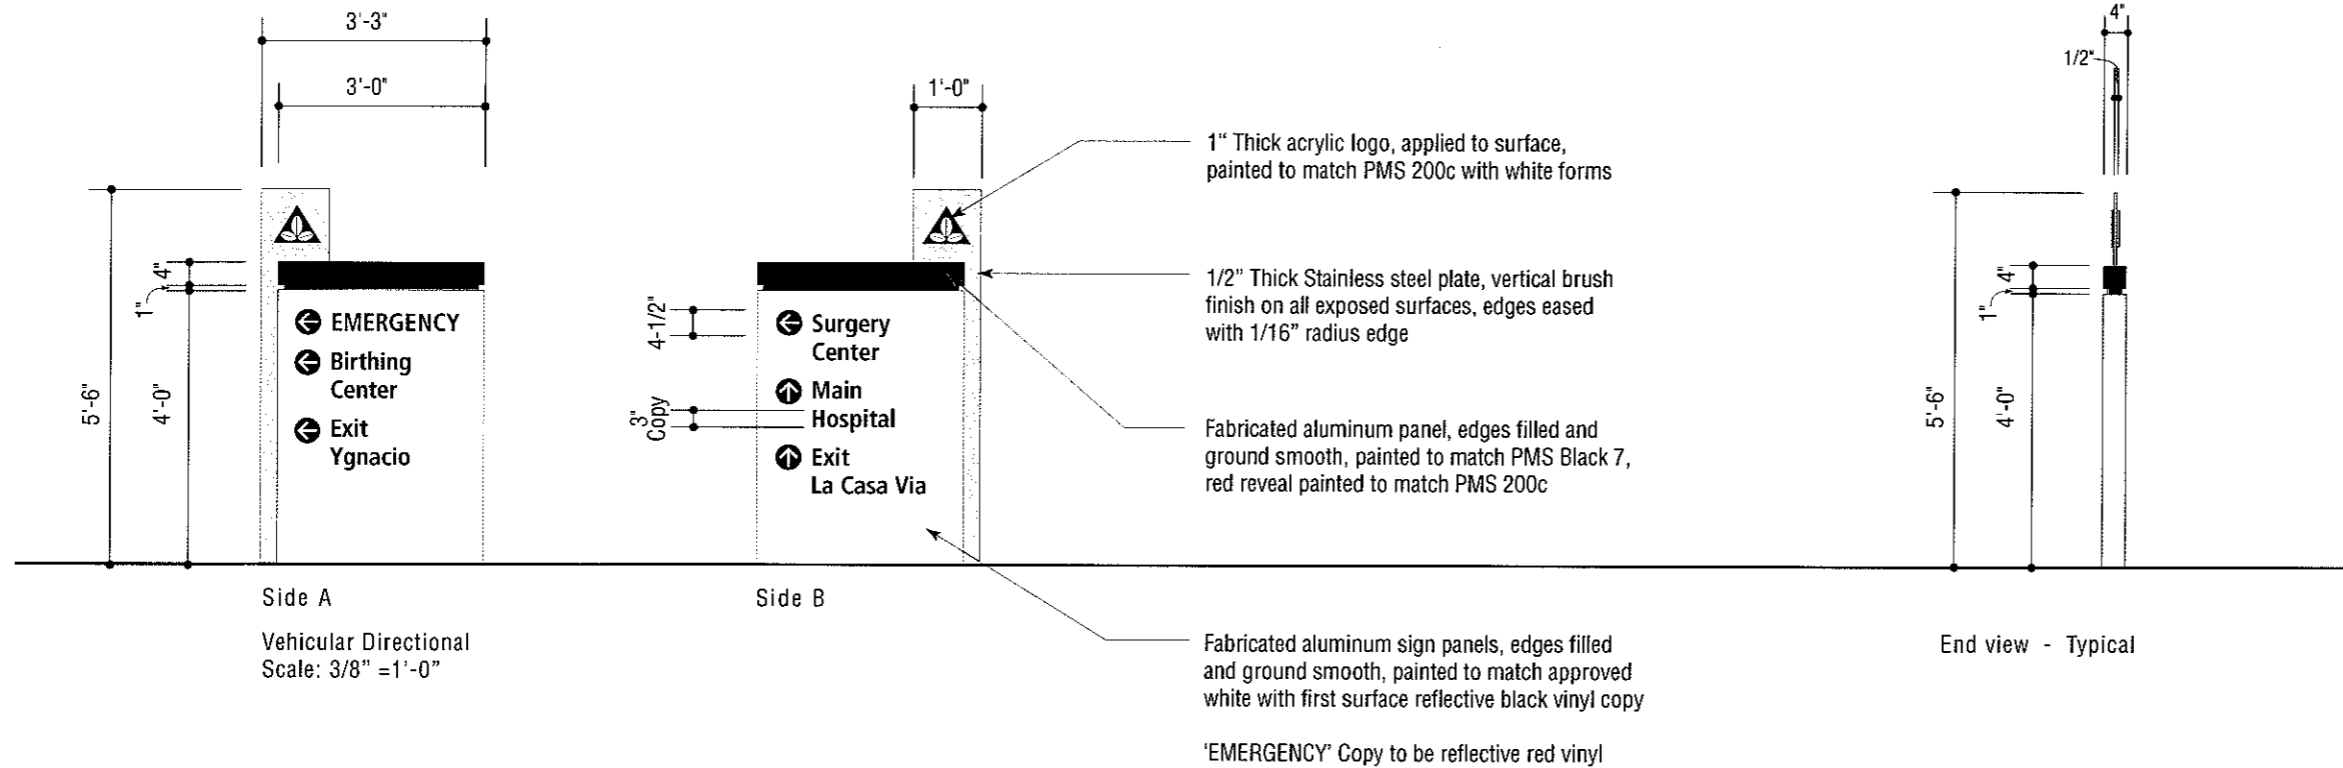 3'-3"
3'-0"
5'-6"
4"
1"
4'-0"
EMERGENCY
Birthing
Center
Exit
Ygnacio
Side A
Vehicular Directional
Scale: 3/8” =1'-0”
1'-0"
4-1/2"
3"
Copy
Surgery
Center
Main
Hospital
Exit
La Casa Via
Side B
1“ Thick acrylic logo, applied to surface,
painted to match PMS 200c with white forms
1/2” Thick Stainless steel plate, vertical brush
finish on all exposed surfaces, edges eased
with 1/16” radius edge
Fabricated aluminum panel, edges filled and
ground smooth, painted to match PMS Black 7,
red reveal painted to match PMS 200c
Fabricated aluminum sign panels, edges filled
and ground smooth, painted to match approved
white with first surface reflective black vinyl copy
'EMERGENCY' Copy to be reflective red vinyl
4"
1/2"
5'-6"
4"
1"
4'-0"
End view - Typical